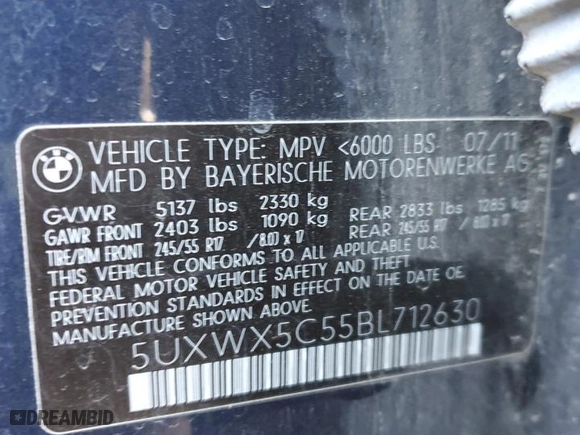 BMW
VEHICLE TYPE: MPV <6000 LBS 07/11
MFD BY BAYERISCHE MOTORENWERKE AG
GVWR 5137 lbs 2330 kg
GAWR FRONT 2403 lbs 1090 kg REAR 2833 lbs 1285 kg
TIRE/RIM FRONT 245/55 R17 /8.0J x 17 REAR 245/55 R17 / 8.0J x 17
THIS VEHICLE CONFORMS TO ALL APPLICABLE U.S.
FEDERAL MOTOR VEHICLE SAFETY AND THEFT
PREVENTION STANDARDS IN EFFECT ON THE DATE OF
MANUFACTURE SHOWN ABOVE.
5UXWX5C55BL712630
DREAMBID